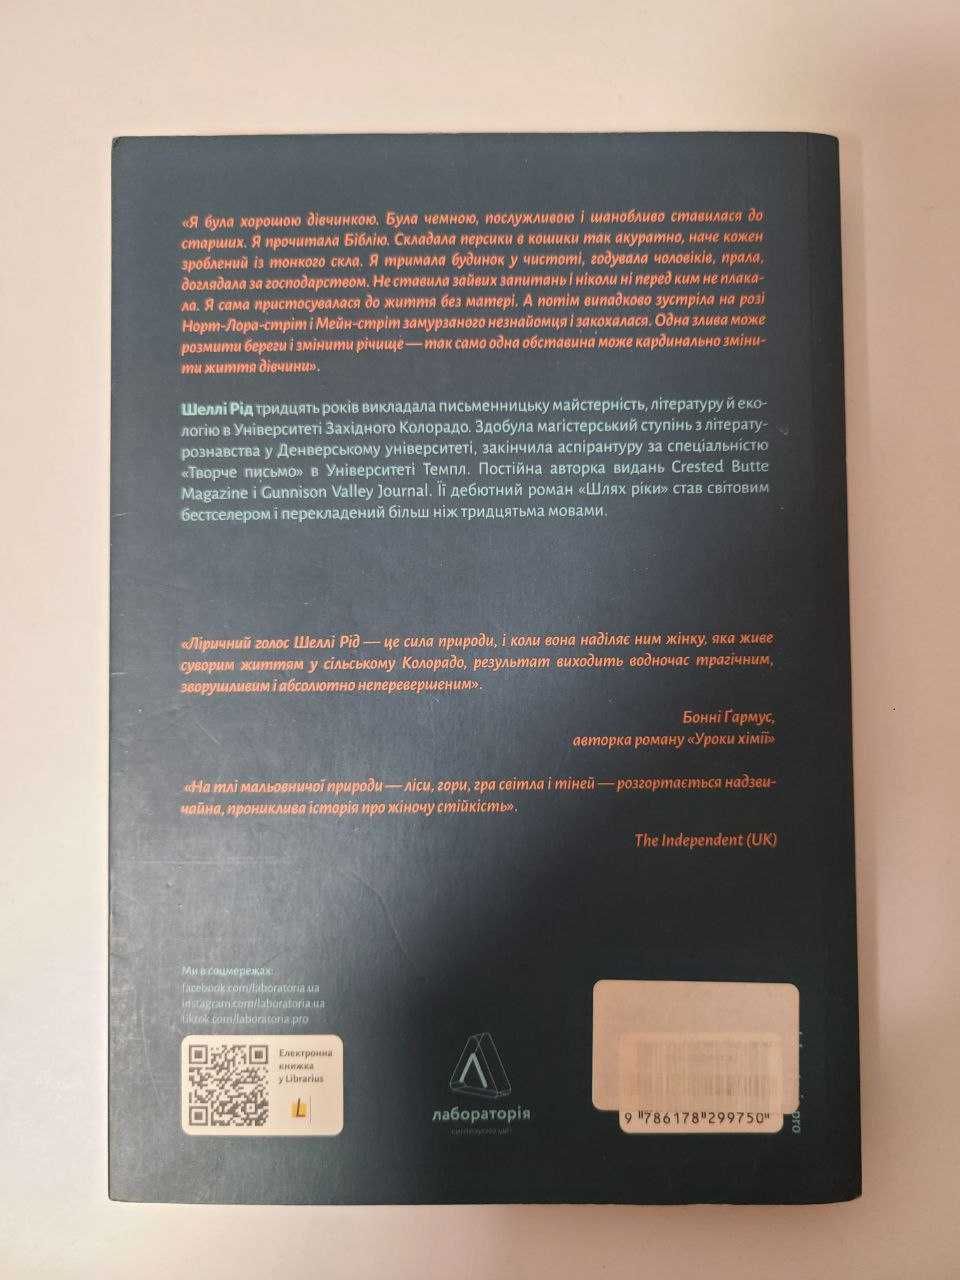 «Я була хорошою дівчинкою. Була чемною, послужливою і шанобливо ставилася до
старших. Я прочитала Біблію. Складала персики в кошики так акуратно, наче кожен
зроблений із тонкого скла. Я тримала будинок у чистоті, годувала чоловіків, прала,
доглядала за господарством. Не ставила зайвих запитань і ніколи ні перед ким не плака-
ла. Я сама пристосувалася до життя без матері. А потім випадково зустріла на розі
Норт-Лора-стріт і Мейн-стріт замурзаного незнайомця і закохалася. Одна злива може
розмити береги і змінити річище — так само одна обставина може кардинально зміни-
ти життя дівчини».
Шеллі Рід тридцять років викладала письменницьку майстерність, літературу й еко-
логію в Університеті Західного Колорадо. Здобула магістерський ступінь з літерату-
рознавства у Денверському університеті, закінчила аспірантуру за спеціальністю
«Творче письмо» в Університеті Темпл. Постійна авторка видань Crested Butte
Magazine і Gunnison Valley Journal. Її дебютний роман «Шлях ріки» став світовим
бестселером і перекладений більш ніж тридцятьма мовами.
«Ліричний голос Шеллі Рід — це сила природи, і коли вона наділяє ним жінку, яка живе
суворим життям у сільському Колорадо, результат виходить водночас трагічним,
зворушливим і абсолютно неперевершеним».
Бонні Ґармус,
авторка роману «Уроки хімії»
«На тлі мальовничої природи — ліси, гори, гра світла і тіней — розгортається надзви-
чайна, проникл​ива історія про жіночу стійкість».
The Independent (UK)
Ми в соцмережах:
facebook.com/laboratoria.ua
instagram.com/laboratoria.ua
tiktok.com/laboratoria.pro
Електронна
книжка
у Librarius
L
лабораторія
9 786178 299750
pro